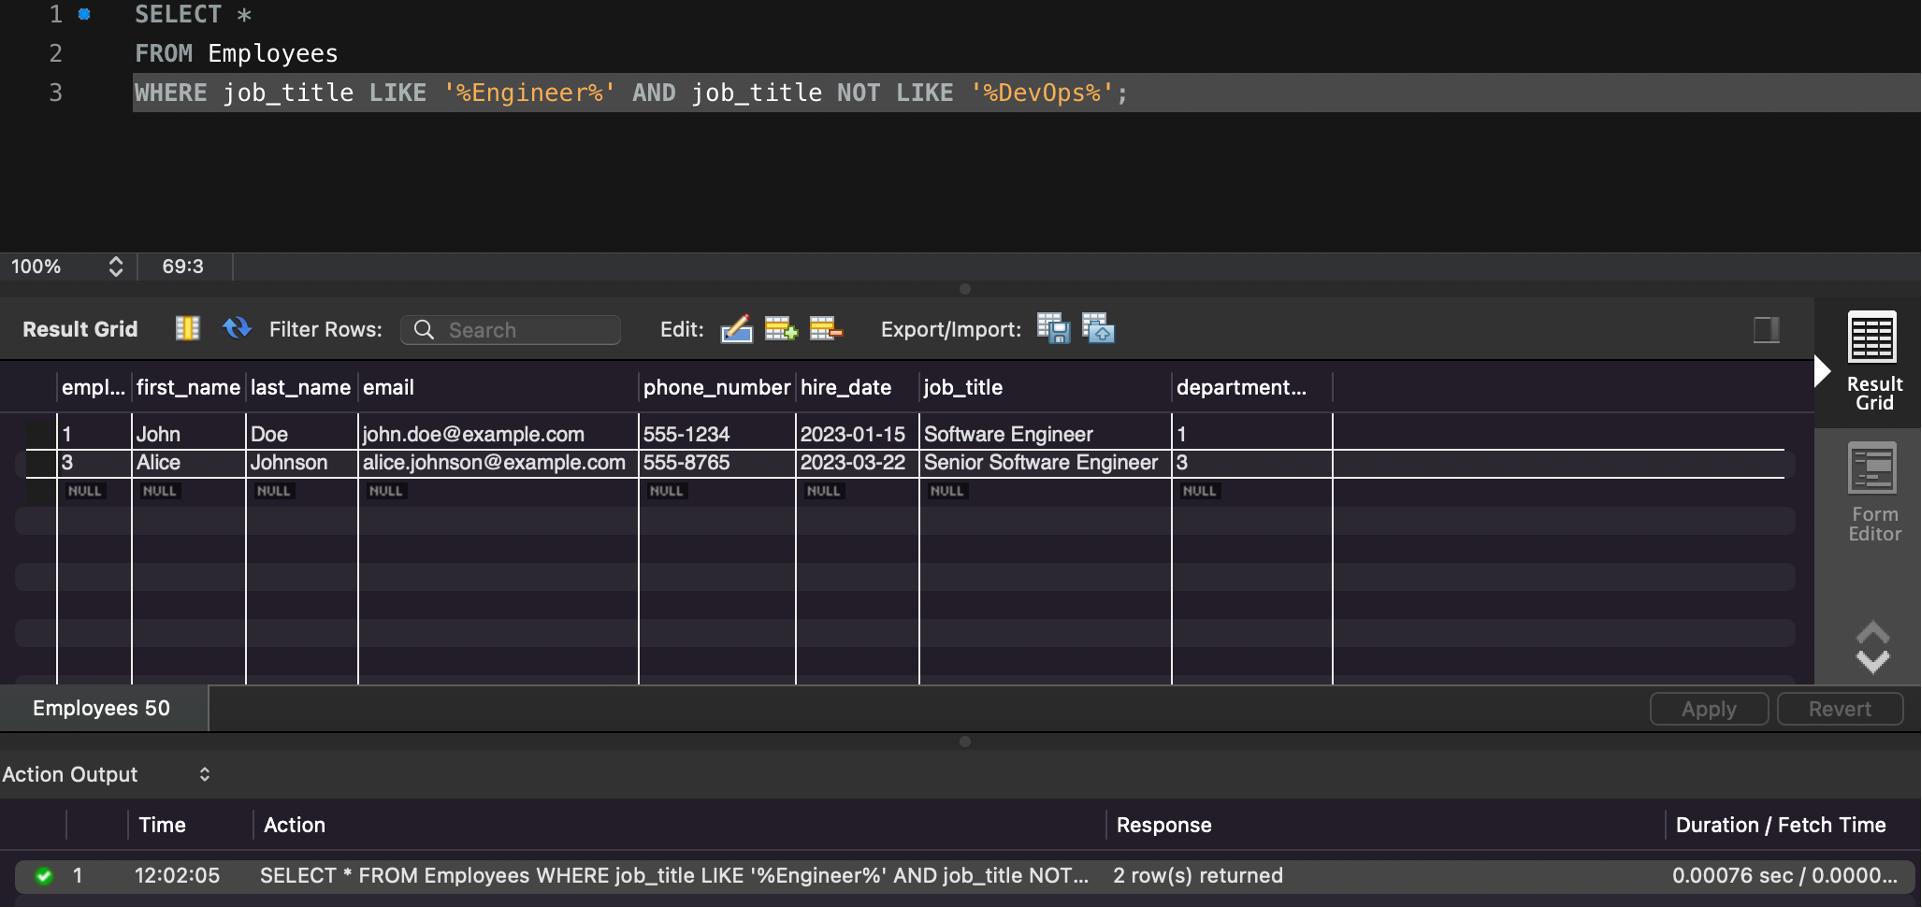 1 SELECT *
2 FROM Employees
3 WHERE job_title LIKE '%Engineer%' AND job_title NOT LIKE '%DevOps%';
100% 69:3
Result Grid Filter Rows: Search Edit: Export/Import:
empl... first_name last_name email phone_number hire_date job_title department...
1 John Doe john.doe@example.com 555-1234 2023-01-15 Software Engineer 1
3 Alice Johnson alice.johnson@example.com 555-8765 2023-03-22 Senior Software Engineer 3
NULL NULL NULL NULL NULL NULL NULL NULL
Result
Grid
Form
Editor
Employees 50 Apply Revert
Action Output
Time Action Response Duration / Fetch Time
1 12:02:05 SELECT * FROM Employees WHERE job_title LIKE '%Engineer%' AND job_title NOT... 2 row(s) returned 0.00076 sec / 0.0000...